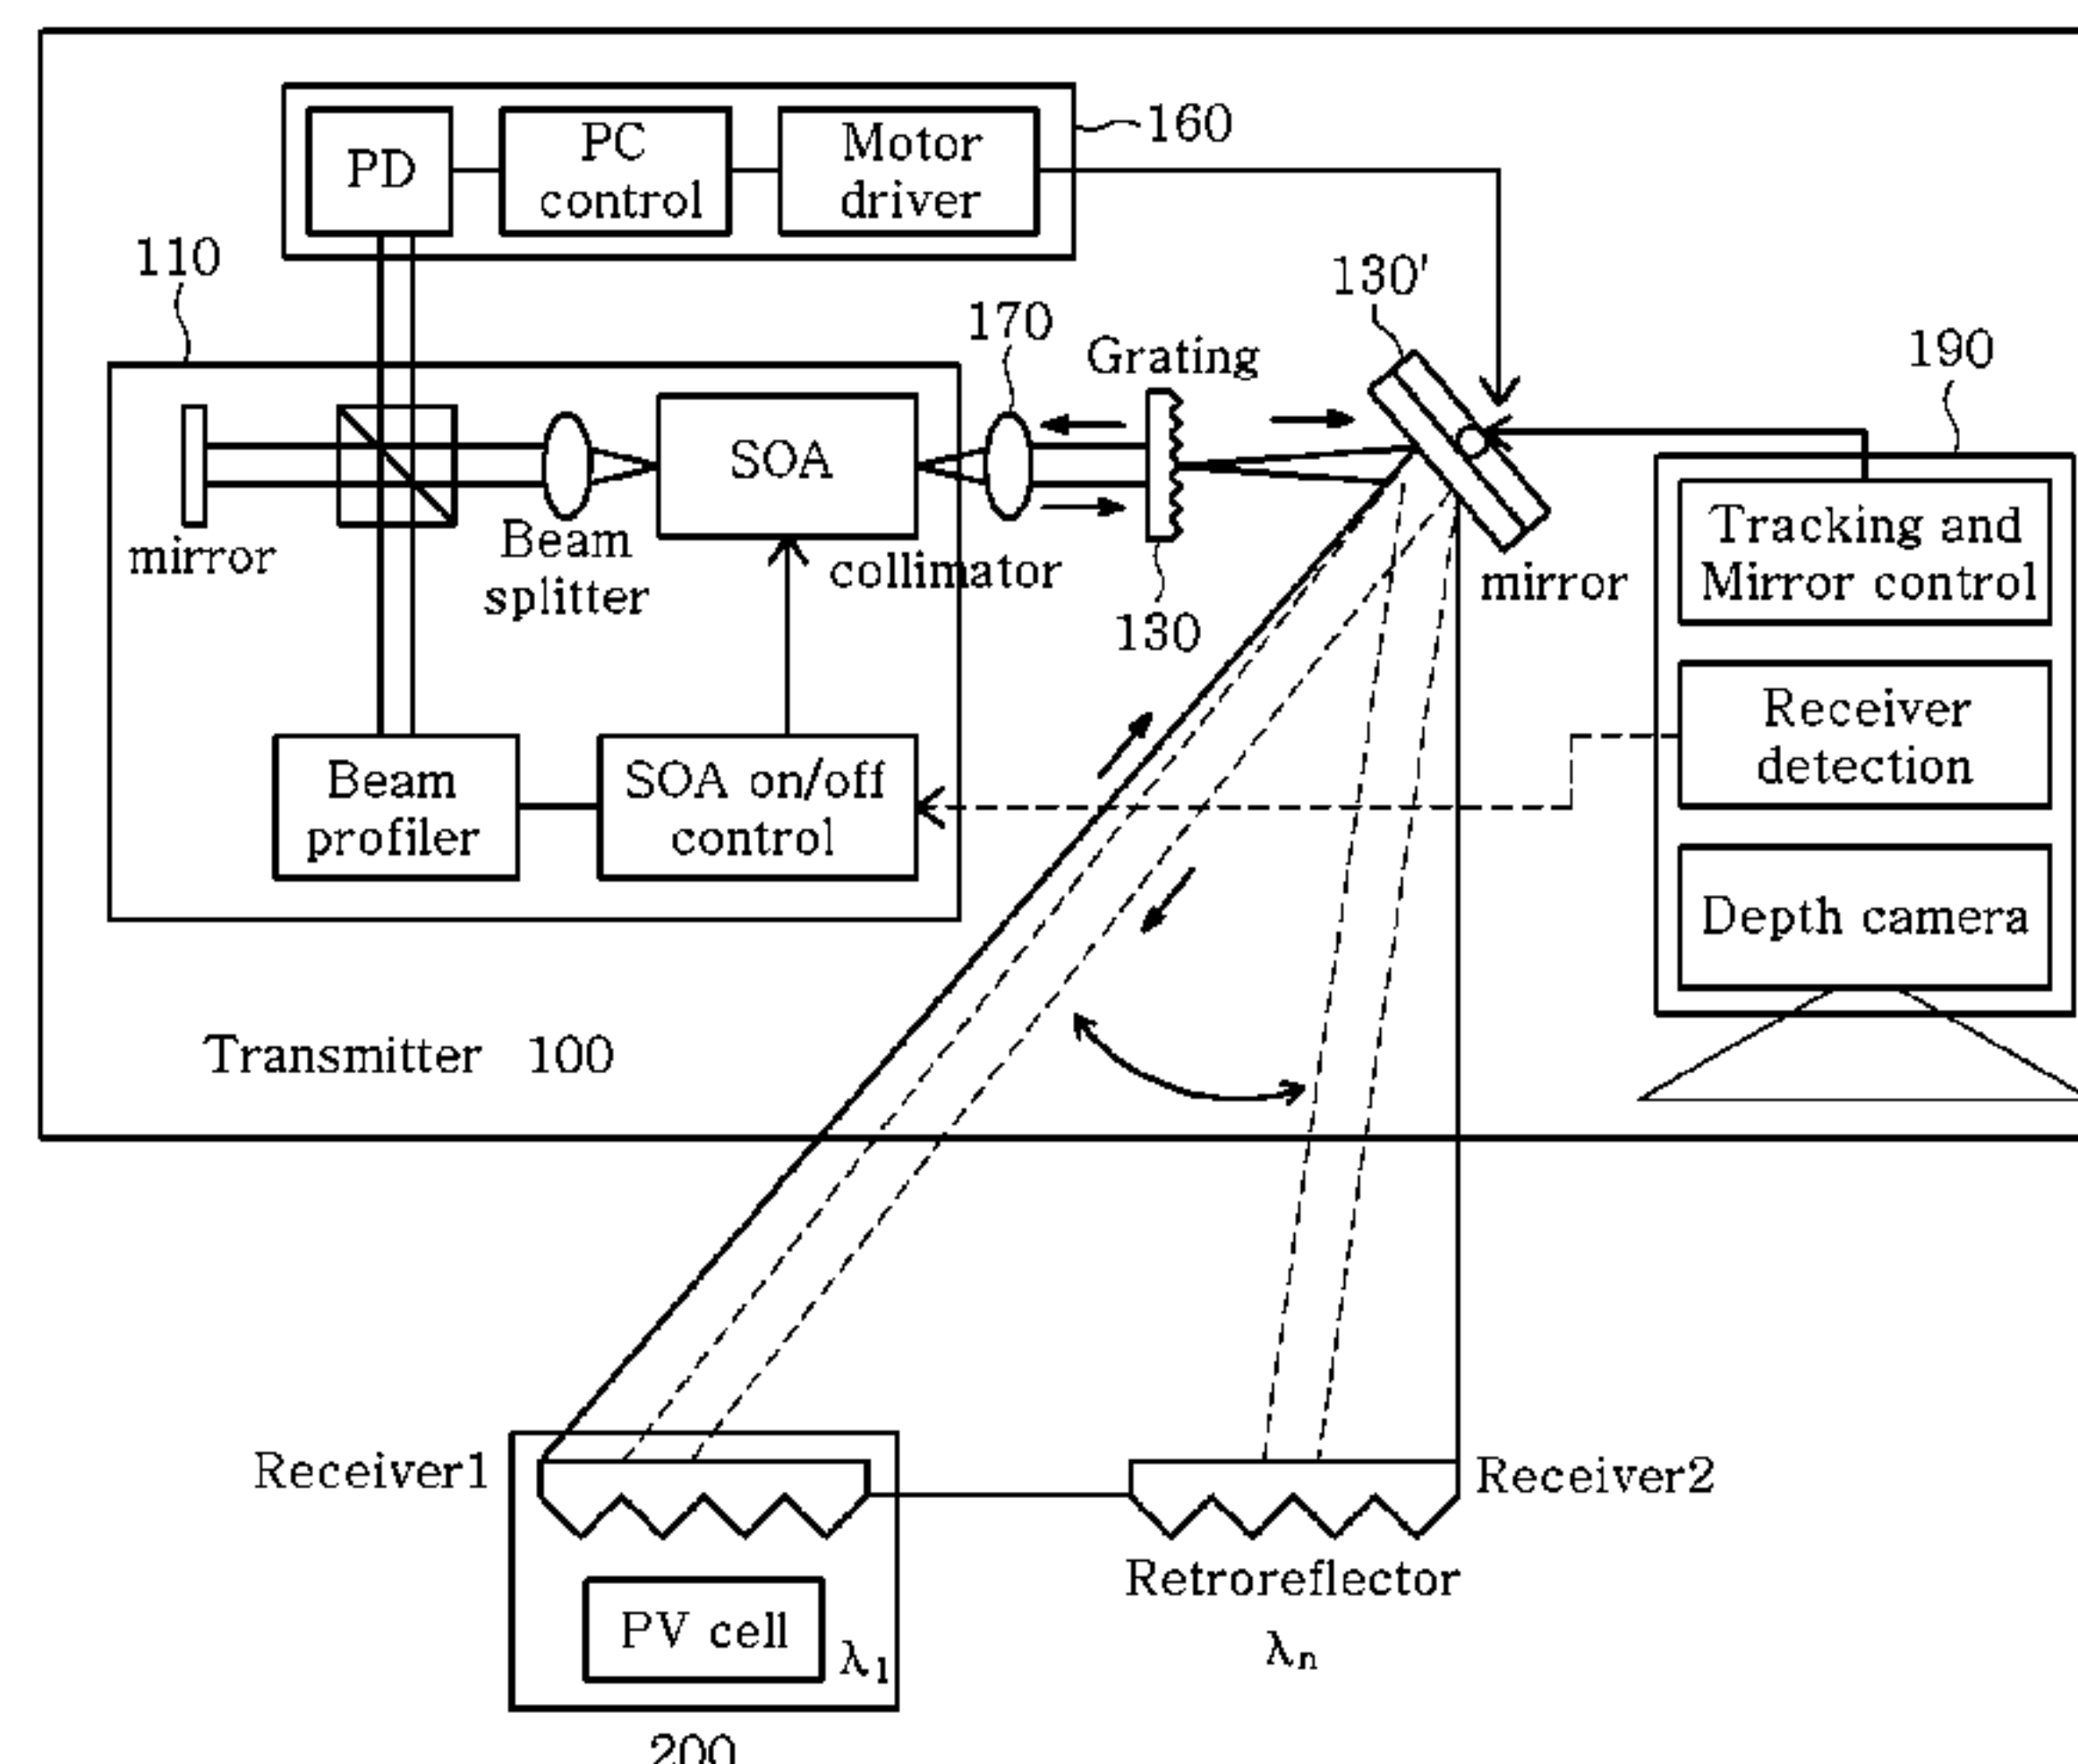 PD
PC
control
Motor
driver
160
110
170
Grating
130'
190
mirror
SOA
Beam
splitter
collimator
130
mirror
Tracking and
Mirror control
Receiver
detection
Depth camera
Beam
profiler
SOA on/off
control
Transmitter 100
Receiver1
Receiver2
Retroreflector
λn
PV cell
λ1
200